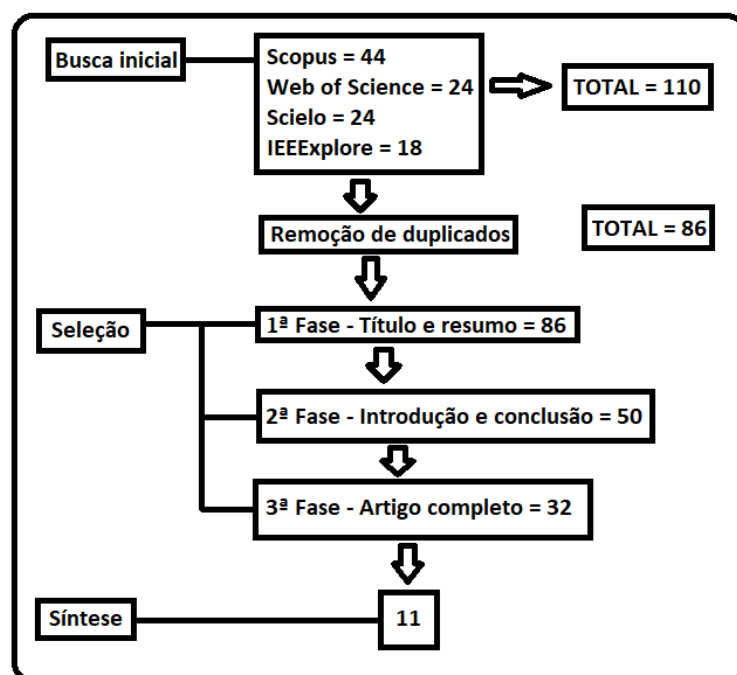 Busca inicial
Scopus = 44
Web of Science = 24
Scielo = 24
IEEExplore = 18
TOTAL = 110
Remoção de duplicados
TOTAL = 86
Seleção
1ª Fase - Título e resumo = 86
2ª Fase - Introdução e conclusão = 50
3ª Fase - Artigo completo = 32
Síntese
11